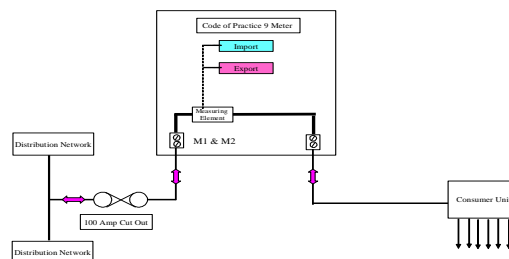 Code of Practice 9 Meter
Import
Export
Measuring
Element
M1 & M2
Distribution Network
100 Amp Cut Out
Distribution Network
Consumer Unit